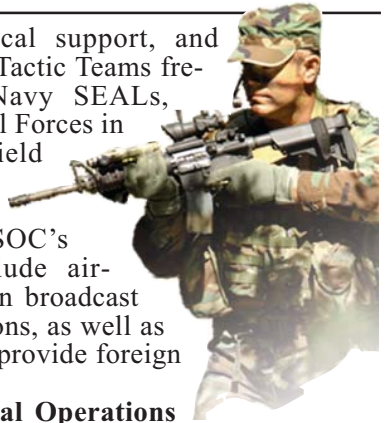 cal support, and
Tactic Teams fre-
Navy SEALs,
l Forces in
ield
SOC's
lude air-
n broadcast
ons, as well as
provide foreign
al Operations